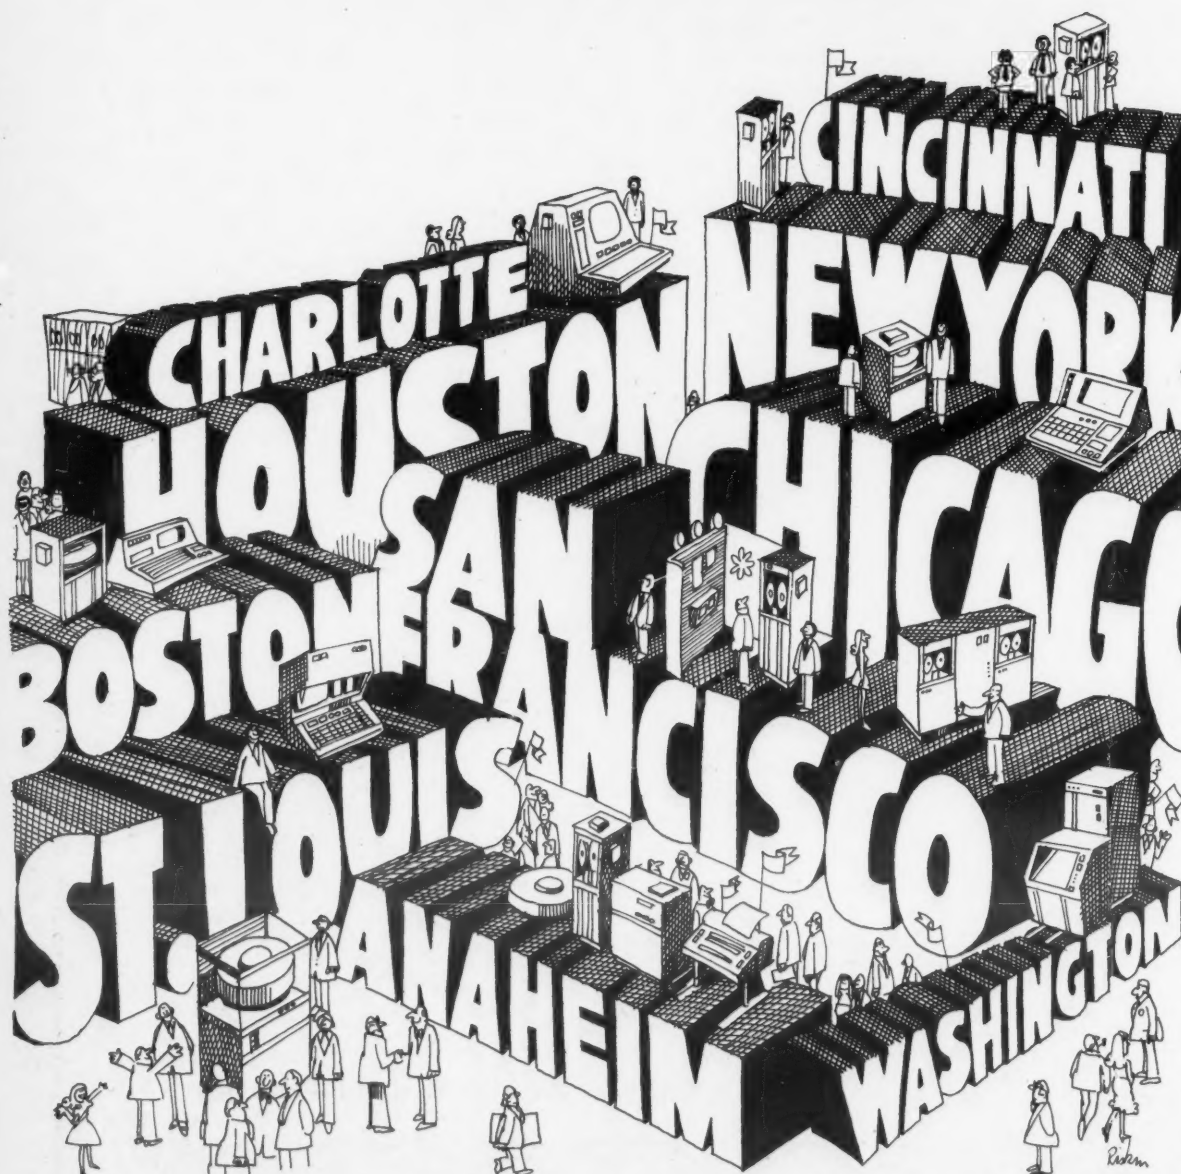 CINCINNATI
NEW YORK
CHARLOTTE
HOUSTON
CHICAGO
SAN
FRANCISCO
BOSTON
ST. LOUIS
ANAHEIM
WASHINGTON